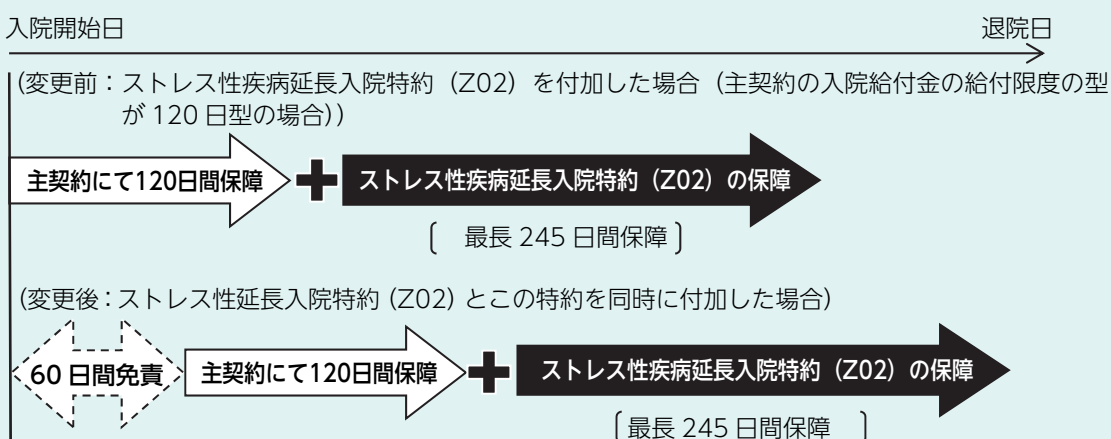 入院開始日 退院日
(変更前：ストレス性疾病延長入院特約（Z02）を付加した場合（主契約の入院給付金の給付限度の型
が 120 日型の場合）)
主契約にて120日間保障 ＋ ストレス性疾病延長入院特約（Z02）の保障
〔 最長 245 日間保障 〕
(変更後：ストレス性延長入院特約（Z02）とこの特約を同時に付加した場合)
60 日間免責 主契約にて120日間保障 ＋ ストレス性疾病延長入院特約（Z02）の保障
〔 最長 245 日間保障 〕